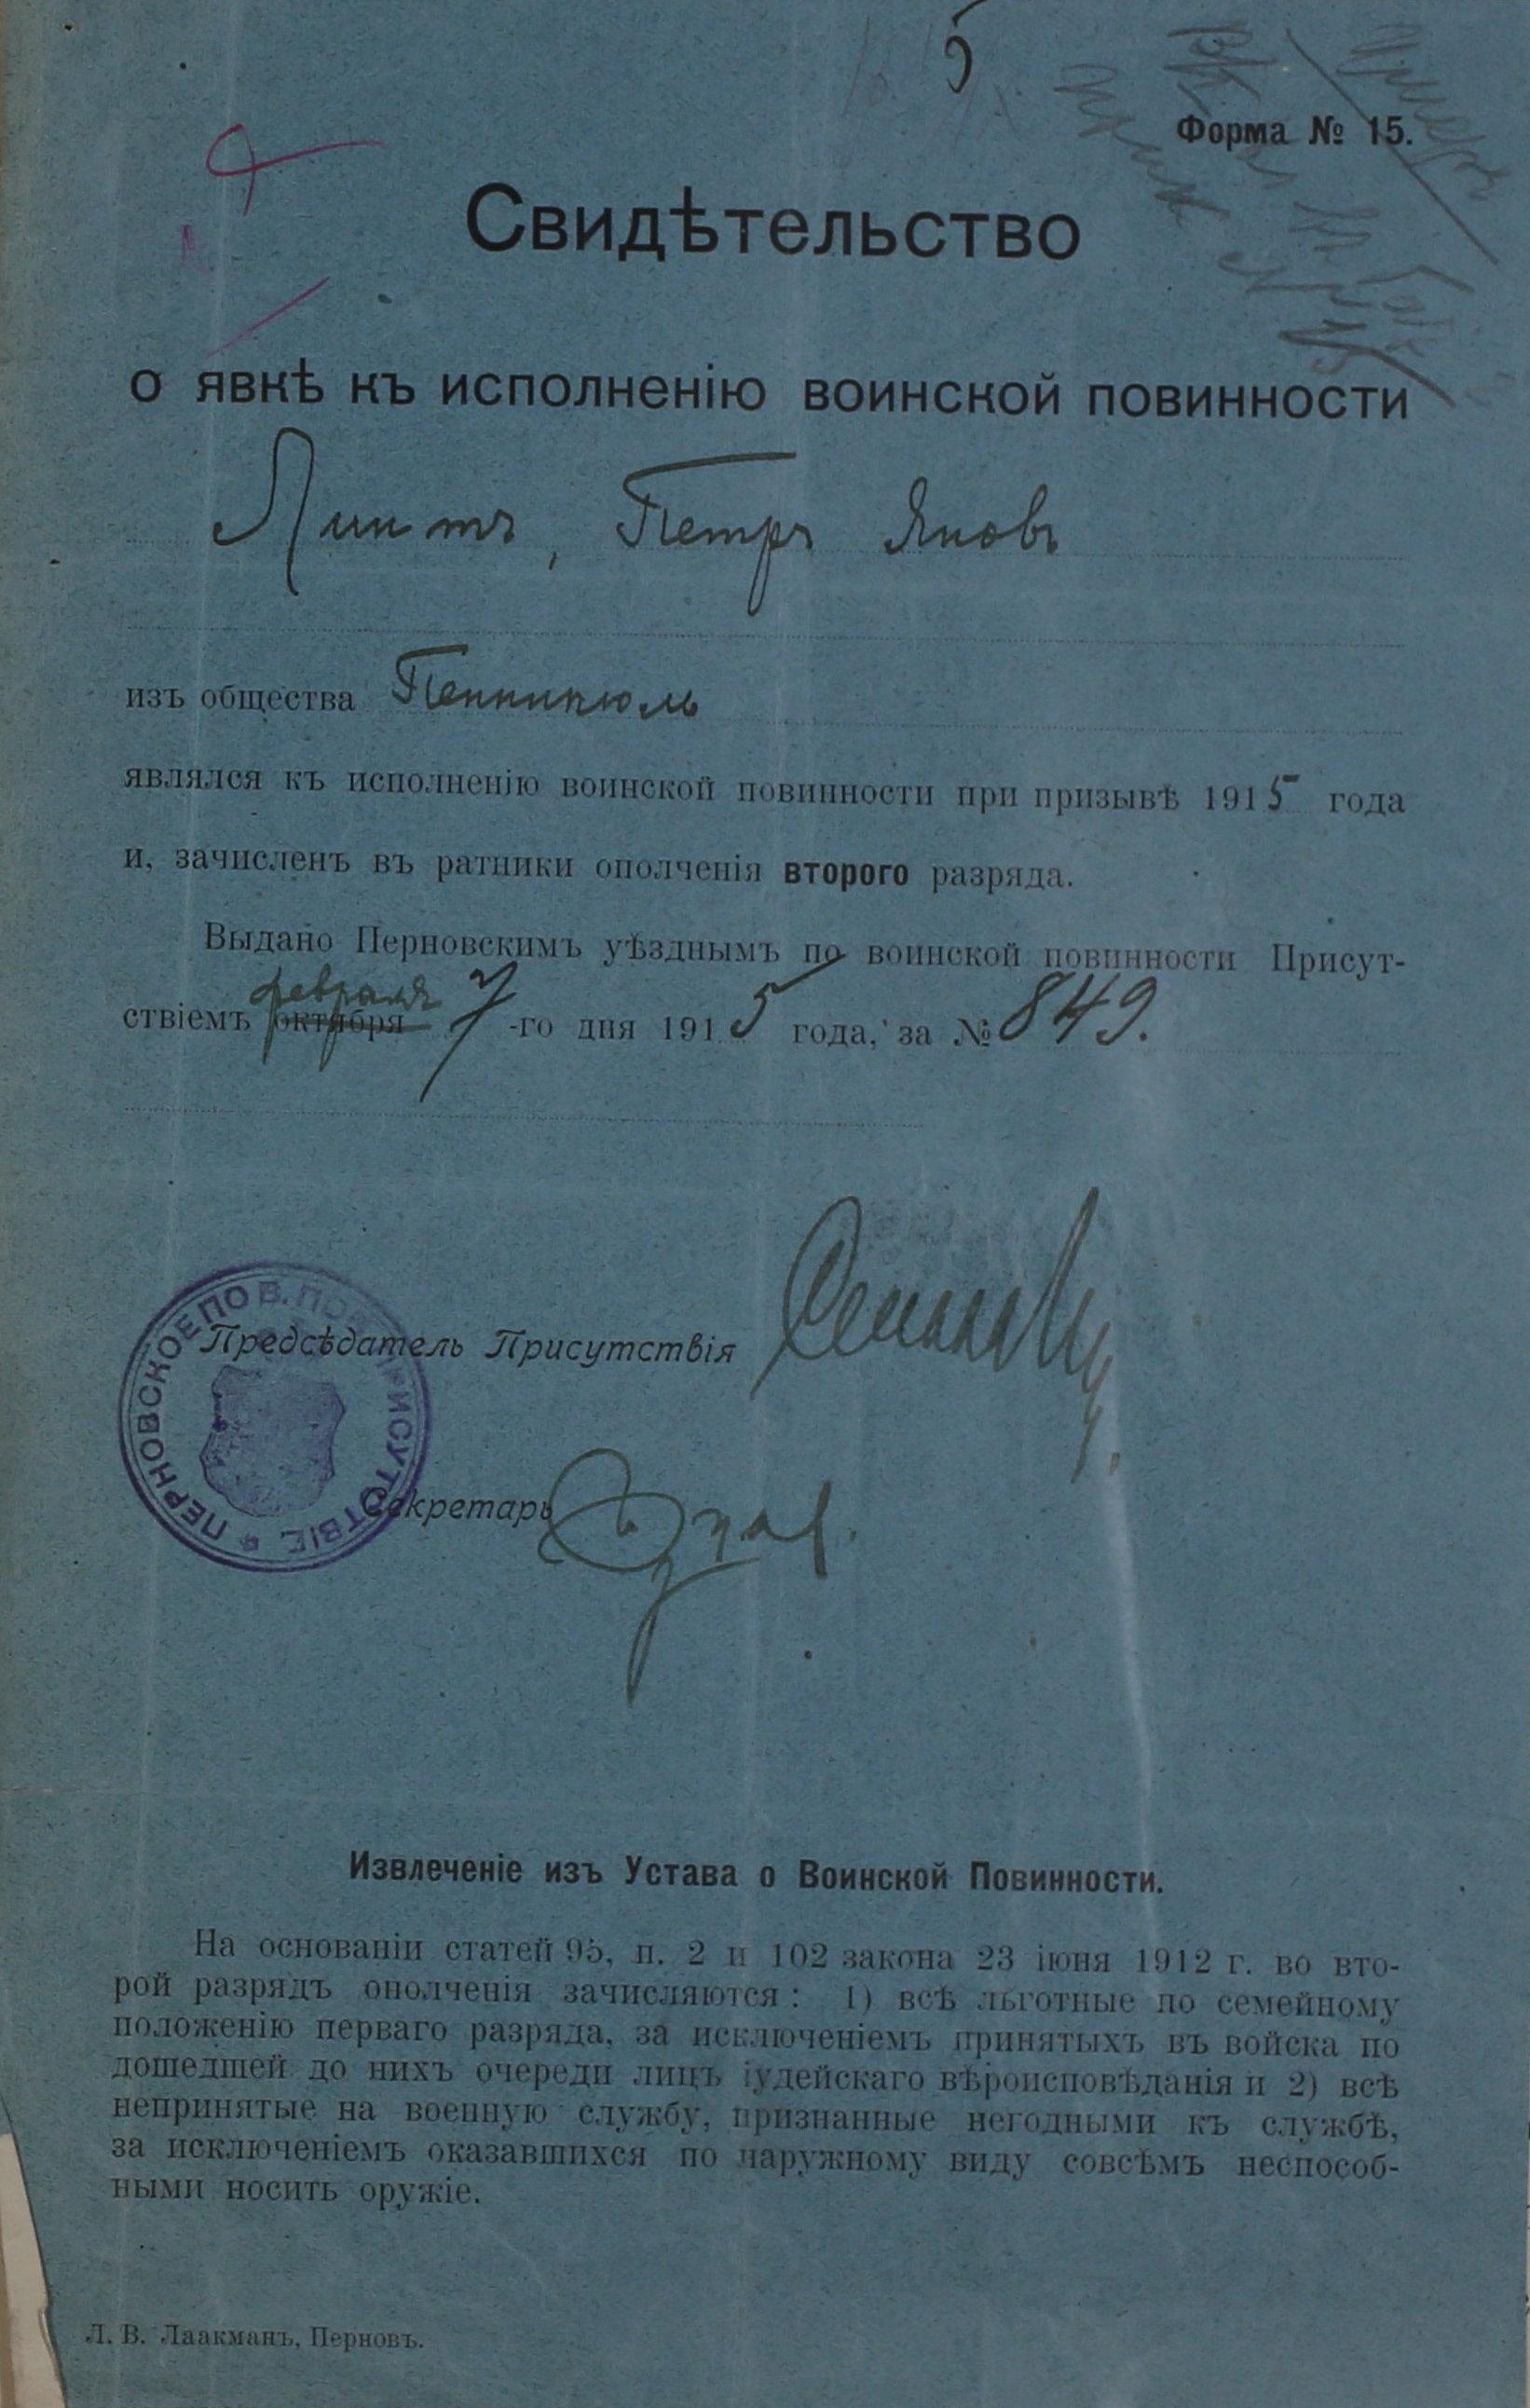 5
Форма № 15.
Свидѣтельство
о явкѣ къ исполненію воинской повинности
Линтъ, Петръ Яковъ
изъ общества Пенникюль
являлся къ исполненію воинской повинности при призывѣ 1915 года
и, зачисленъ въ ратники ополченія второго разряда.
Выдано Перновскимъ уѣзднымъ по воинской повинности Присут-
февраля
ствіемъ октября 7-го дня 1915 года, за № 849.
ПЕРНОВСКОЕ ПО В. ПОВ. ПРИСУТСТВІЕ
Предсѣдатель Присутствія
Секретарь
Извлеченіе изъ Устава о Воинской Повинности.
На основаніи статей 95, п. 2 и 102 закона 23 іюня 1912 г. во вто-
рой разрядъ ополченія зачисляются: 1) всѣ льготные по семейному
положенію перваго разряда, за исключеніемъ принятыхъ въ войска по
дошедшей до нихъ очереди лицъ іудейскаго вѣроисповѣданія и 2) всѣ
непринятые на военную службу, признанные негодными къ службѣ,
за исключеніемъ оказавшихся по наружному виду совсѣмъ неспособ-
ными носить оружіе.
Л. В. Лаакманъ, Перновъ.